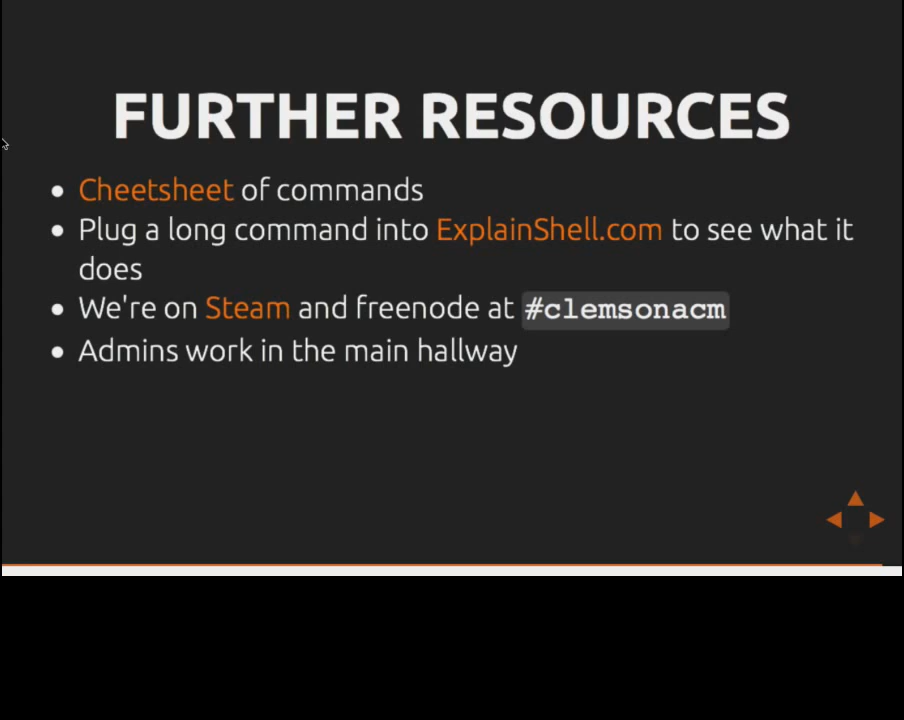 FURTHER RESOURCES
Cheetsheet of commands
Plug a long command into ExplainShell.com to see what it
does
We're on Steam and freenode at #clemsonacm
Admins work in the main hallway